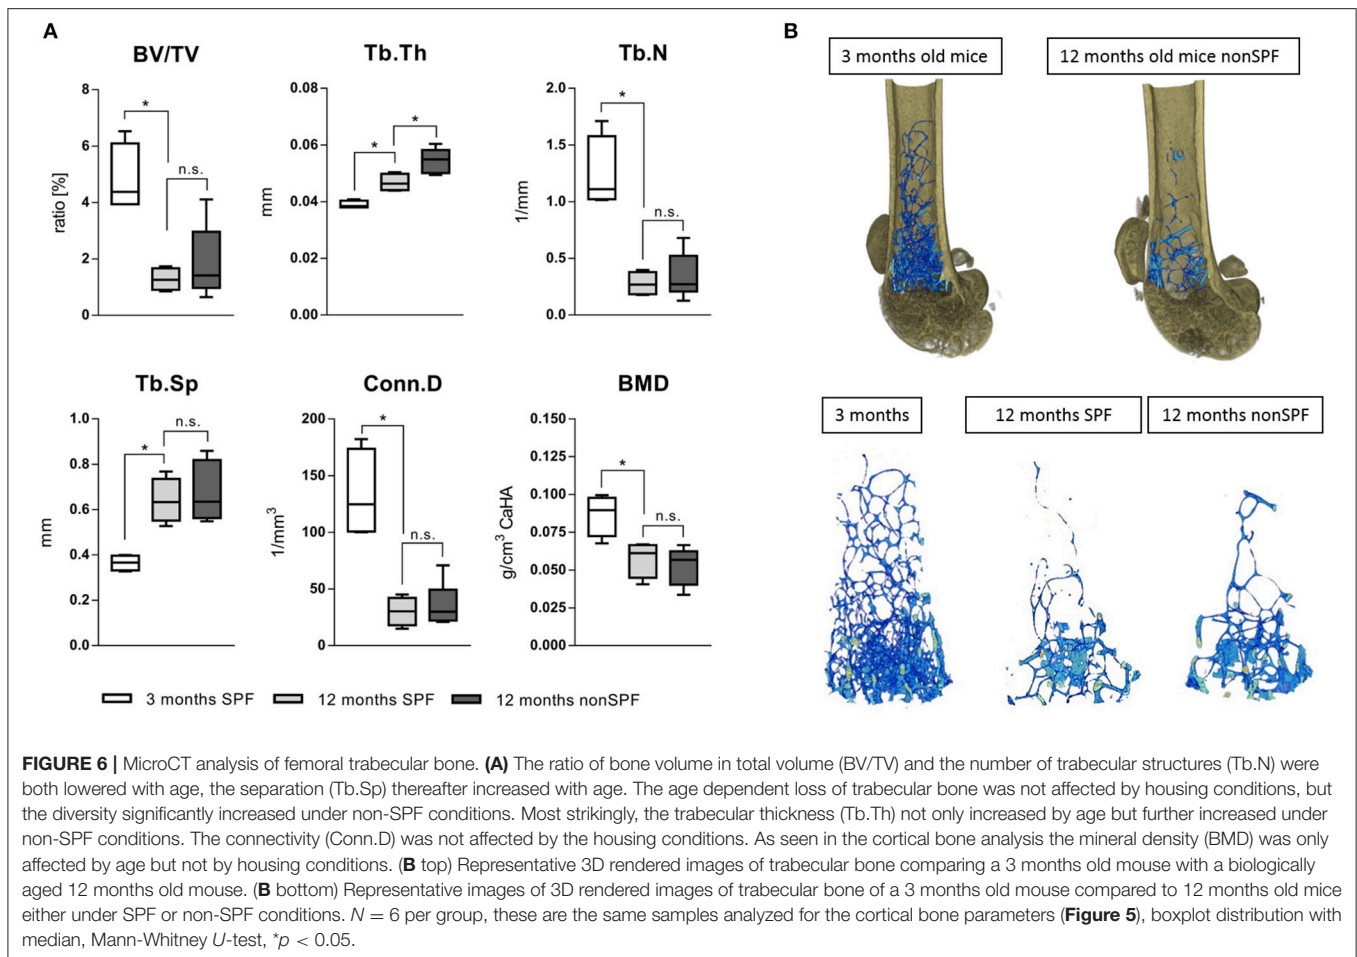 A
BV/TV
ratio [%]
8
6
4
2
0
*
n.s.
Tb.Th
mm
0.08
0.06
0.04
0.02
0.00
*
*
Tb.N
1/mm
2.0
1.5
1.0
0.5
0.0
*
n.s.
Tb.Sp
mm
1.0
0.8
0.6
0.4
0.2
0.0
*
n.s.
Conn.D
1/mm³
200
150
100
50
0
*
n.s.
BMD
g/cm³ CaHA
0.150
0.125
0.100
0.075
0.050
0.025
0.000
*
n.s.
3 months SPF 12 months SPF 12 months nonSPF
B
3 months old mice
12 months old mice nonSPF
3 months
12 months SPF
12 months nonSPF
FIGURE 6 | MicroCT analysis of femoral trabecular bone. (A) The ratio of bone volume in total volume (BV/TV) and the number of trabecular structures (Tb.N) were
both lowered with age, the separation (Tb.Sp) thereafter increased with age. The age dependent loss of trabecular bone was not affected by housing conditions, but
the diversity significantly increased under non-SPF conditions. Most strikingly, the trabecular thickness (Tb.Th) not only increased by age but further increased under
non-SPF conditions. The connectivity (Conn.D) was not affected by the housing conditions. As seen in the cortical bone analysis the mineral density (BMD) was only
affected by age but not by housing conditions. (B top) Representative 3D rendered images of trabecular bone comparing a 3 months old mouse with a biologically
aged 12 months old mouse. (B bottom) Representative images of 3D rendered images of trabecular bone of a 3 months old mouse compared to 12 months old mice
either under SPF or non-SPF conditions. N = 6 per group, these are the same samples analyzed for the cortical bone parameters (Figure 5), boxplot distribution with
median, Mann-Whitney U-test, *p < 0.05.